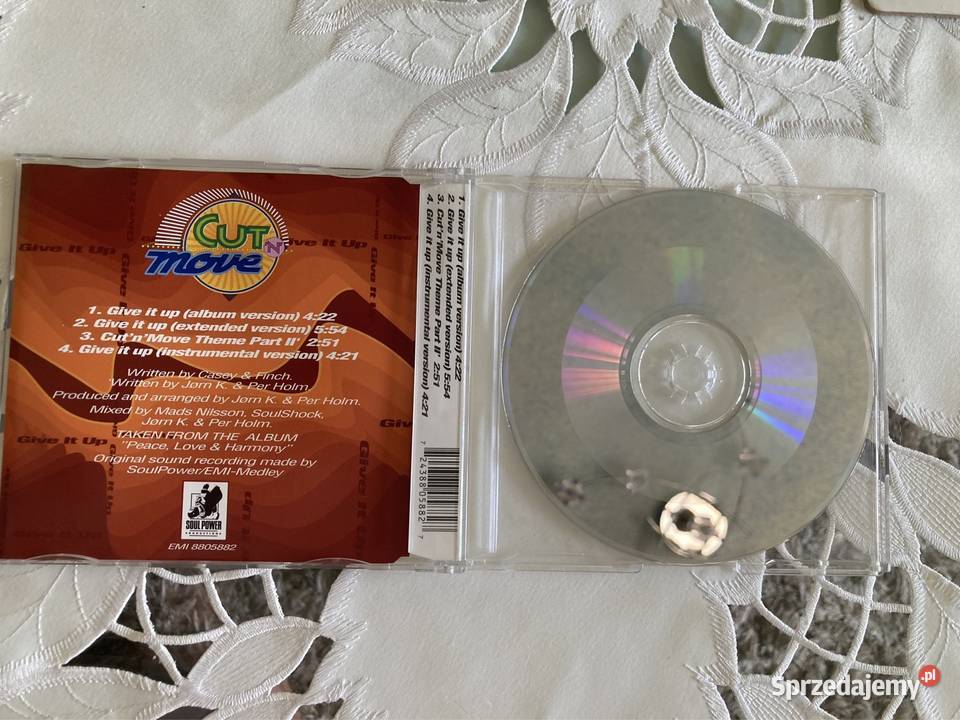 CUT
'N'
move
1. Give it up (album version) 4:22
2. Give it up (extended version) 5:54
3. Cut'n'Move Theme Part II' 2:51
4. Give it up (instrumental version) 4:21
Written by Casey & Finch.
'Written by Jørn K. & Per Holm
Produced and arranged by Jørn K. & Per Holm.
Mixed by Mads Nilsson, SoulShock,
Jørn K. & Per Holm.
TAKEN FROM THE ALBUM
"Peace, Love & Harmony"
Original sound recording made by
SoulPower/EMI-Medley
SOUL POWER
PRODUCTIONS
EMI 8805882
Give It Up
Give It Up
Give It Up
1. Give it up (album version) 4:22
2. Give it up (extended version) 5:54
3. Cut'n'Move Theme Part II' 2:51
4. Give it up (instrumental version) 4:21
7 24388 05882 7
Sprzedajemy.pl